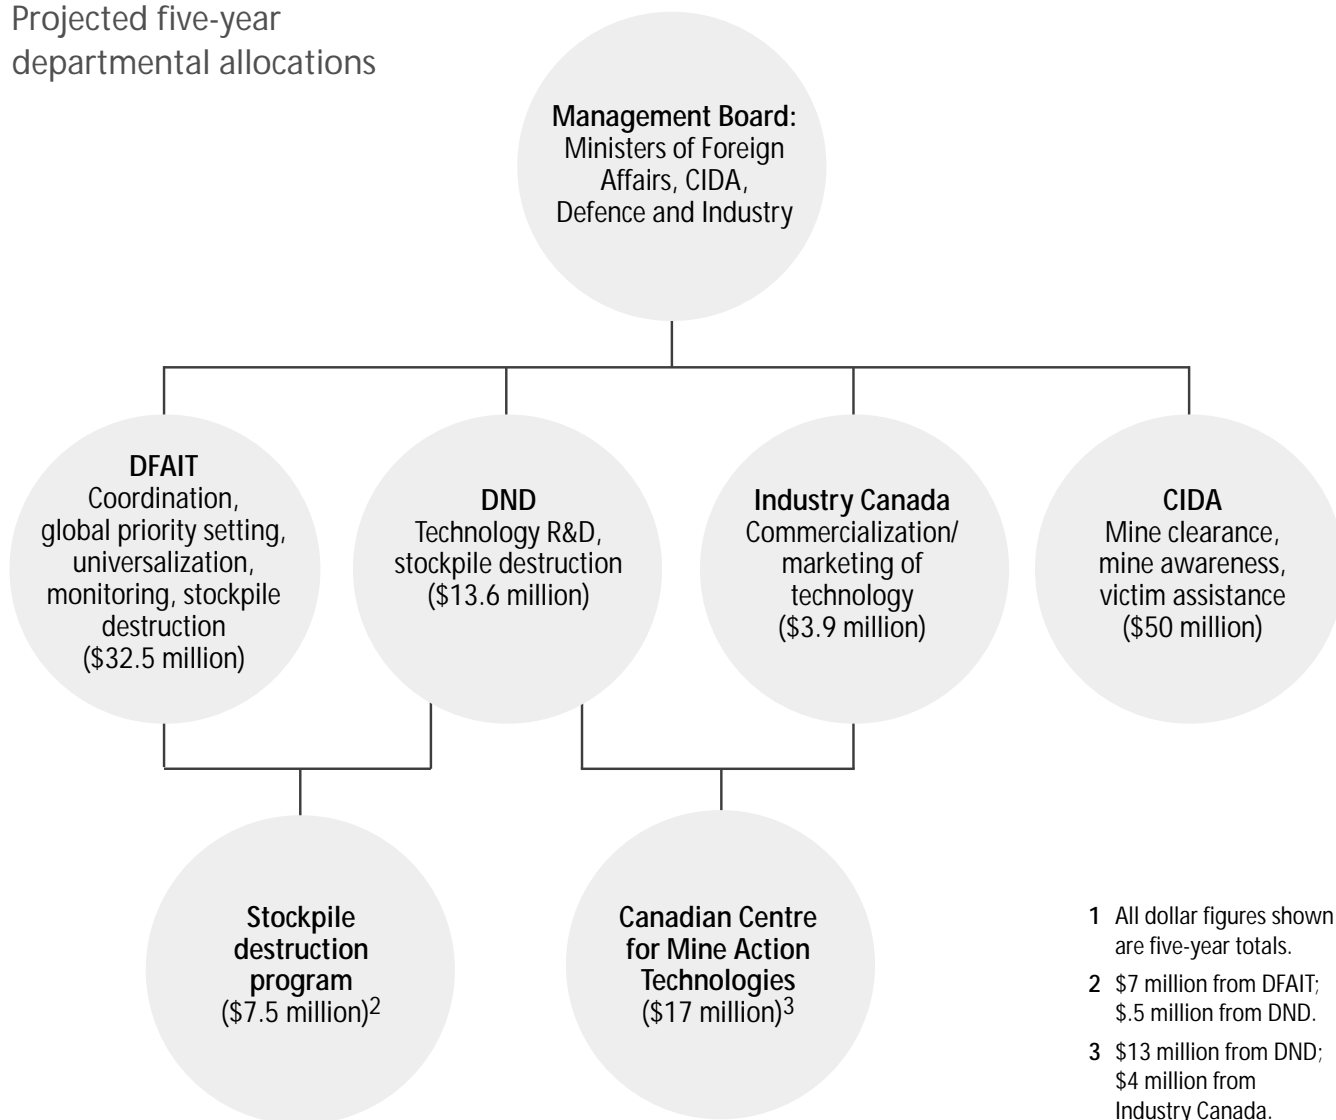 Projected five-year
departmental allocations
Management Board:
Ministers of Foreign
Affairs, CIDA,
Defence and Industry
DFAIT
Coordination,
global priority setting,
universalization,
monitoring, stockpile
destruction
($32.5 million)
DND
Technology R&D,
stockpile destruction
($13.6 million)
Industry Canada
Commercialization/
marketing of
technology
($3.9 million)
CIDA
Mine clearance,
mine awareness,
victim assistance
($50 million)
Stockpile
destruction
program
($7.5 million)2
Canadian Centre
for Mine Action
Technologies
($17 million)3
1 All dollar figures shown
are five-year totals.
2 $7 million from DFAIT;
$.5 million from DND.
3 $13 million from DND;
$4 million from
Industry Canada.